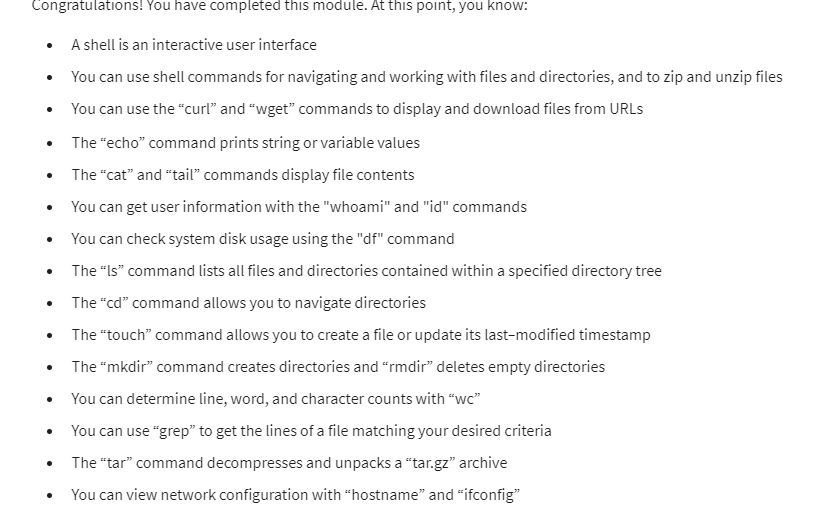 Congratulations! You have completed this module. At this point, you know:
• A shell is an interactive user interface
• You can use shell commands for navigating and working with files and directories, and to zip and unzip files
• You can use the “curl” and “wget” commands to display and download files from URLs
• The “echo” command prints string or variable values
• The “cat” and “tail” commands display file contents
• You can get user information with the "whoami" and "id" commands
• You can check system disk usage using the "df" command
• The “ls” command lists all files and directories contained within a specified directory tree
• The “cd” command allows you to navigate directories
• The “touch” command allows you to create a file or update its last–modified timestamp
• The “mkdir” command creates directories and “rmdir” deletes empty directories
• You can determine line, word, and character counts with “wc”
• You can use “grep” to get the lines of a file matching your desired criteria
• The “tar” command decompresses and unpacks a “tar.gz” archive
• You can view network configuration with “hostname” and “ifconfig”